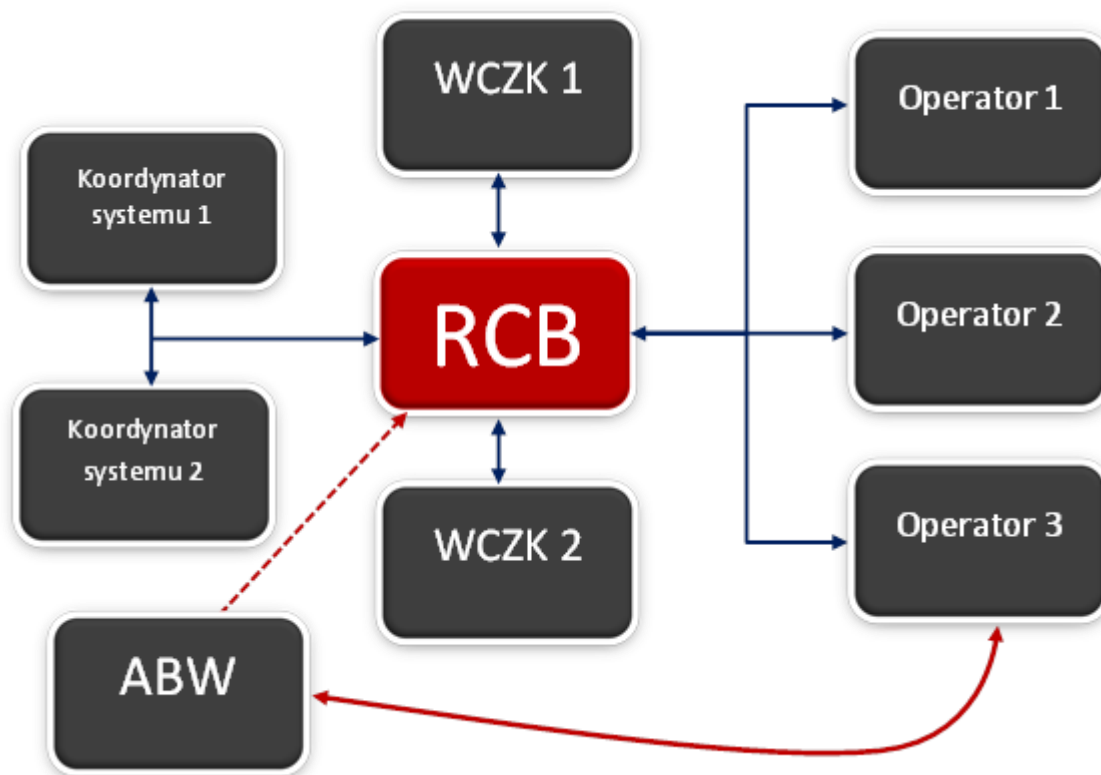 WCZK 1
Operator 1
Koordynator
systemu 1
RCB
Operator 2
Koordynator
systemu 2
WCZK 2
Operator 3
ABW